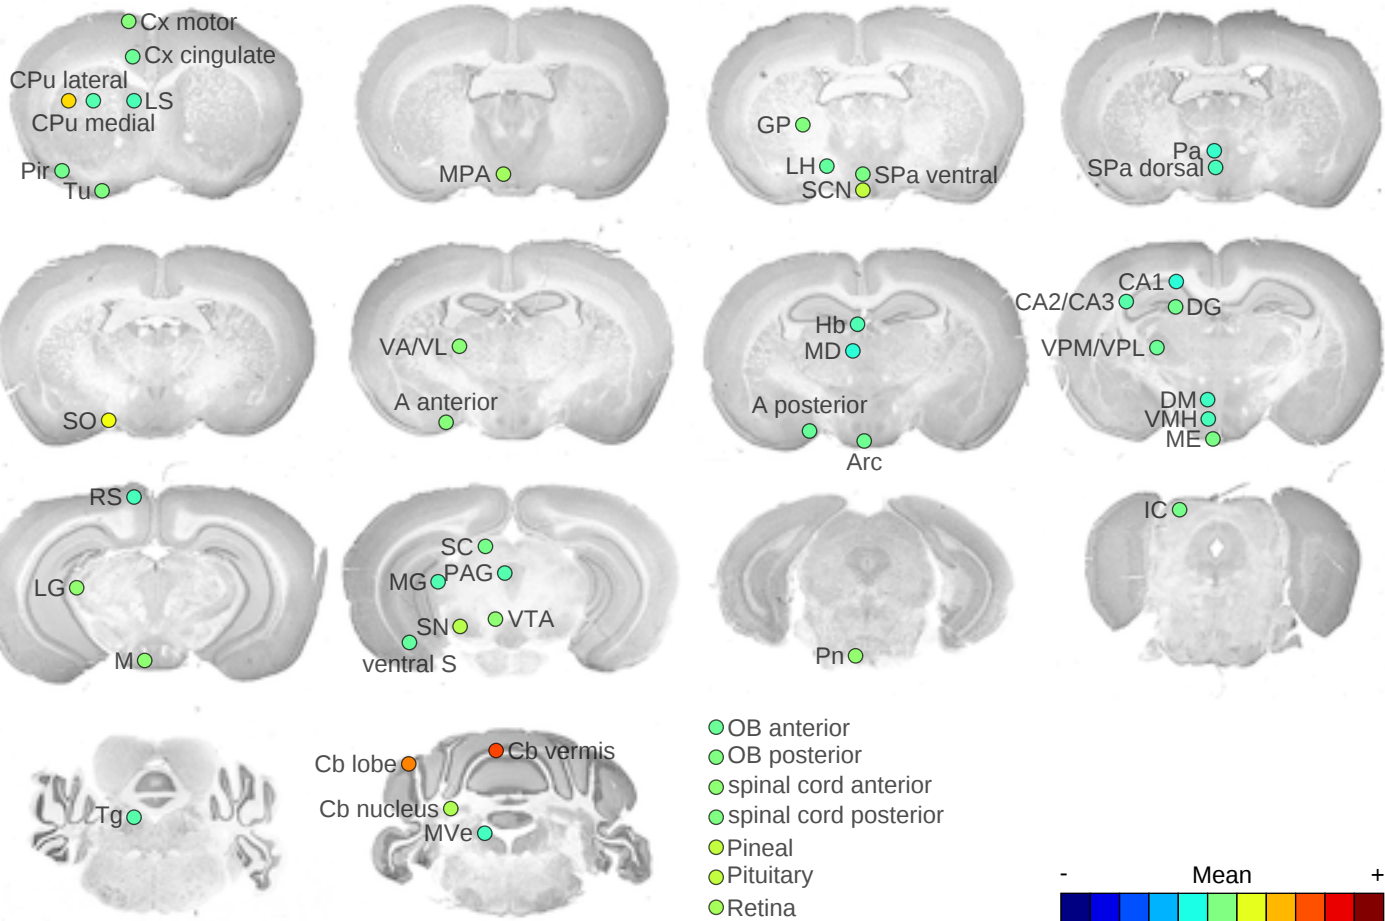 Cx motor
Cx cingulate
CPu lateral
LS
CPu medial
Pir
Tu
MPA
GP
LH
SPa ventral
SCN
Pa
SPa dorsal
SO
VA/VL
A anterior
Hb
MD
A posterior
Arc
CA1
CA2/CA3
DG
VPM/VPL
DM
VMH
ME
RS
LG
M
SC
MG
PAG
SN
VTA
ventral S
Pn
IC
Tg
Cb lobe
Cb vermis
Cb nucleus
MVe
OB anterior
OB posterior
spinal cord anterior
spinal cord posterior
Pineal
Pituitary
Retina
- Mean +